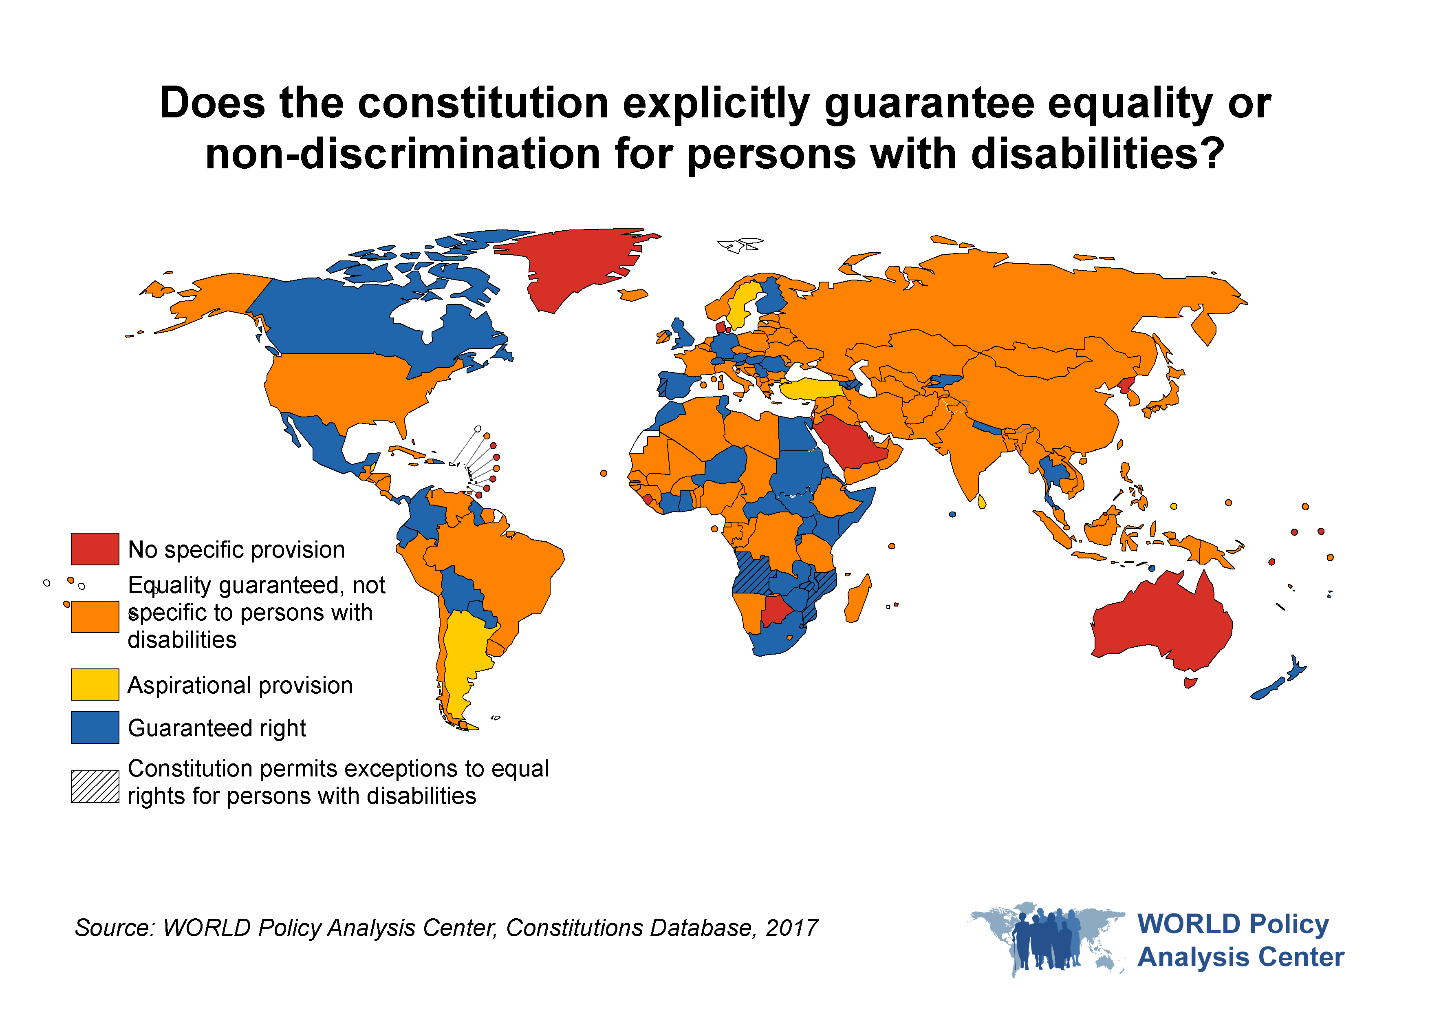 Does the constitution explicitly guarantee equality or
non-discrimination for persons with disabilities?
No specific provision
Equality guaranteed, not
specific to persons with
disabilities
Aspirational provision
Guaranteed right
Constitution permits exceptions to equal
rights for persons with disabilities
Source: WORLD Policy Analysis Center, Constitutions Database, 2017
WORLD Policy
Analysis Center